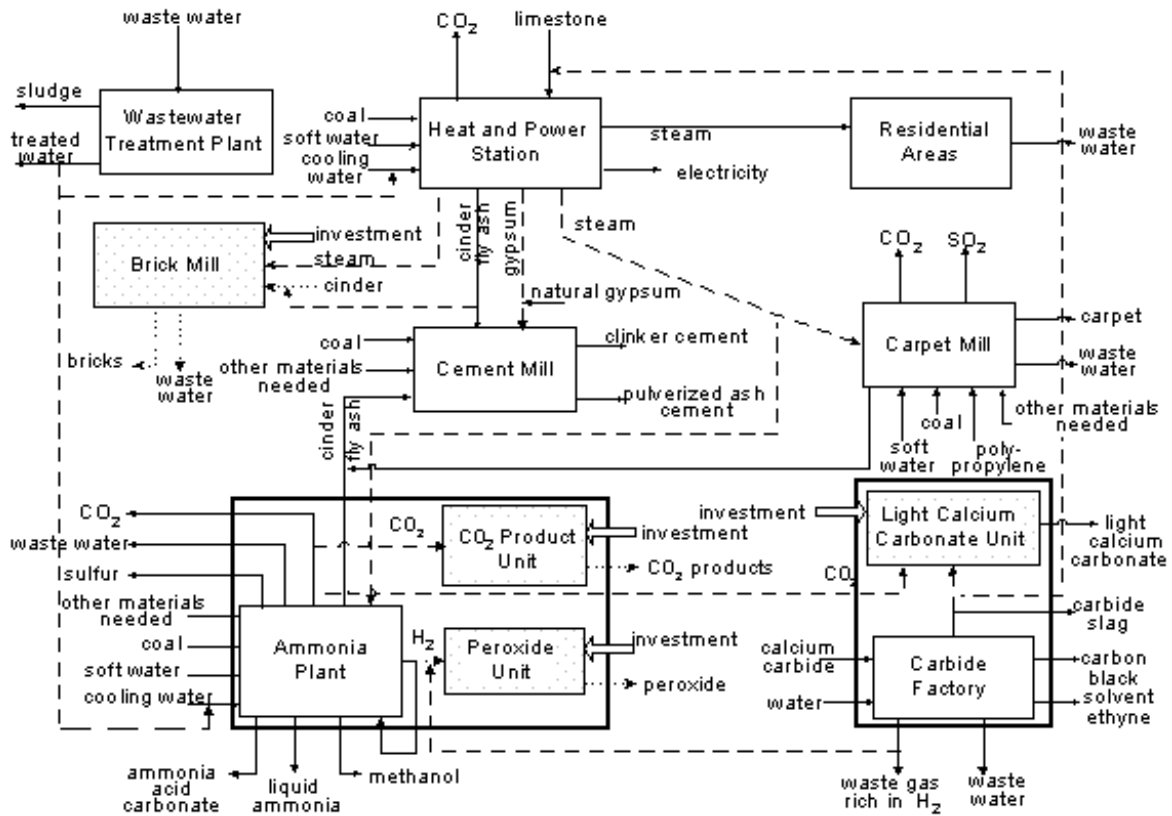 waste water
CO2
limestone
sludge
Wastewater
Treatment Plant
treated
water
coal
soft water
cooling
water
Heat and Power
Station
steam
electricity
Residential
Areas
waste
water
cinder
fly ash
gypsum
steam
Brick Mill
investment
steam
cinder
natural gypsum
CO2
SO2
bricks
waste
water
coal
other materials
needed
Cement Mill
clinker cement
pulverized ash
cement
Carpet Mill
carpet
waste
water
cinder
fly ash
soft
water
coal
poly-
propylene
other materials
needed
CO2
waste water
sulfur
other materials
needed
coal
soft water
cooling water
CO2
CO2 Product
Unit
investment
CO2 products
Ammonia
Plant
H2
Peroxide
Unit
investment
peroxide
investment
Light Calcium
Carbonate Unit
light
calcium
carbonate
CO2
carbide
slag
calcium
carbide
water
Carbide
Factory
carbon
black
solvent
ethyne
ammonia
acid
carbonate
liquid
ammonia
methanol
waste gas
rich in H2
waste
water